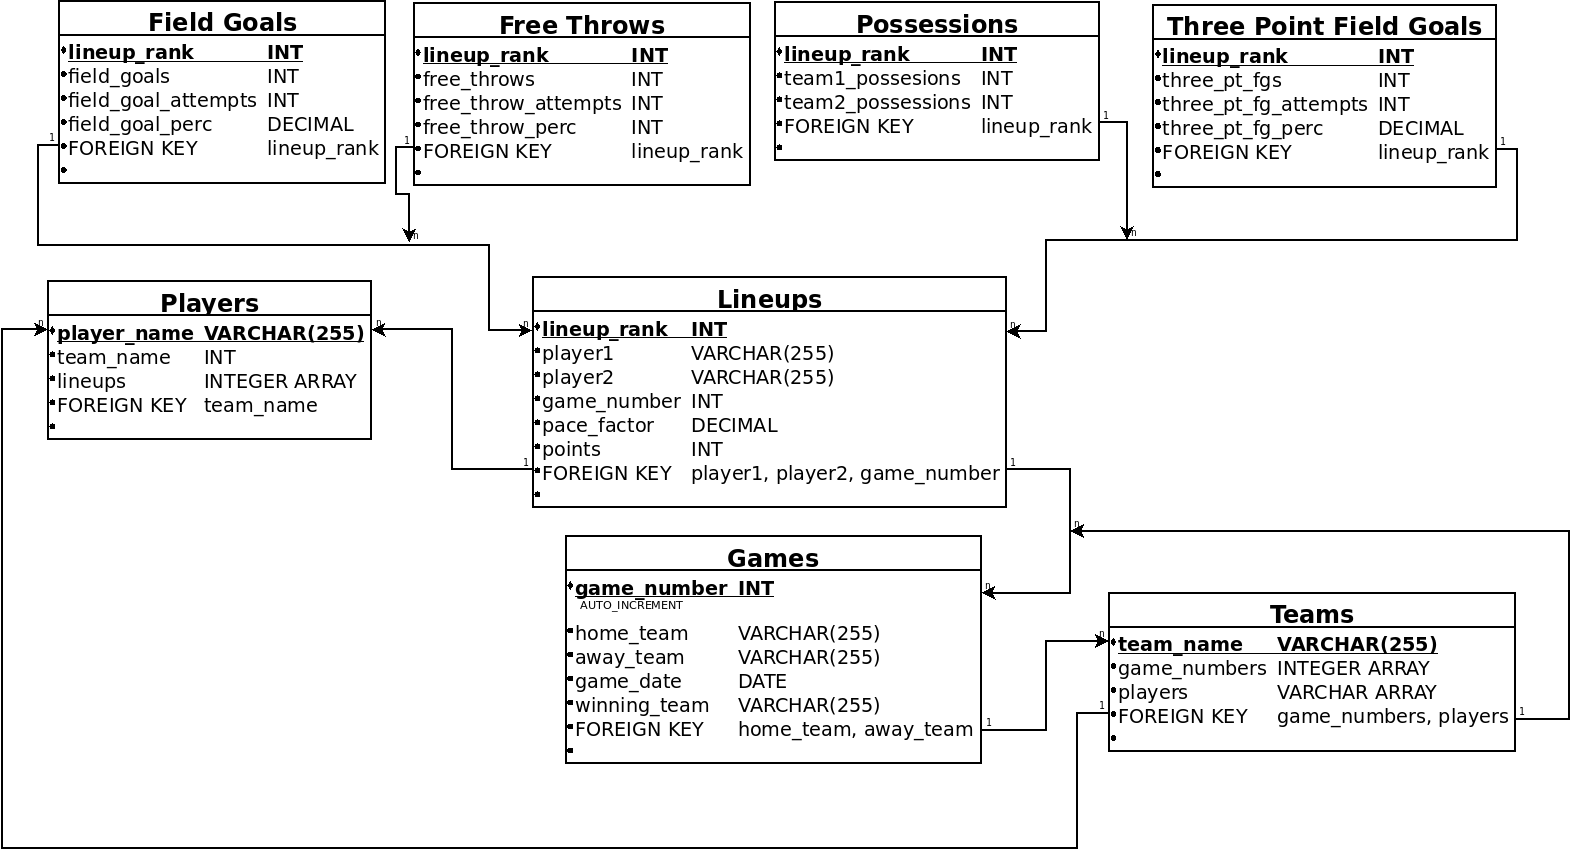 Field Goals
lineup_rank INT
field_goals INT
field_goal_attempts INT
field_goal_perc DECIMAL
FOREIGN KEY lineup_rank
1
Free Throws
lineup_rank INT
free_throws INT
free_throw_attempts INT
free_throw_perc INT
FOREIGN KEY lineup_rank
1
n
Possessions
lineup_rank INT
team1_possesions INT
team2_possessions INT
FOREIGN KEY lineup_rank
1
n
Three Point Field Goals
lineup_rank INT
three_pt_fgs INT
three_pt_fg_attempts INT
three_pt_fg_perc DECIMAL
FOREIGN KEY lineup_rank
1
Players
n
n
player_name VARCHAR(255)
team_name INT
lineups INTEGER ARRAY
FOREIGN KEY team_name
Lineups
n
n
lineup_rank INT
player1 VARCHAR(255)
player2 VARCHAR(255)
game_number INT
pace_factor DECIMAL
points INT
FOREIGN KEY player1, player2, game_number
1
1
n
Games
n
game_number INT
AUTO_INCREMENT
home_team VARCHAR(255)
away_team VARCHAR(255)
game_date DATE
winning_team VARCHAR(255)
FOREIGN KEY home_team, away_team
1
Teams
n
team_name VARCHAR(255)
game_numbers INTEGER ARRAY
players VARCHAR ARRAY
FOREIGN KEY game_numbers, players
1
1